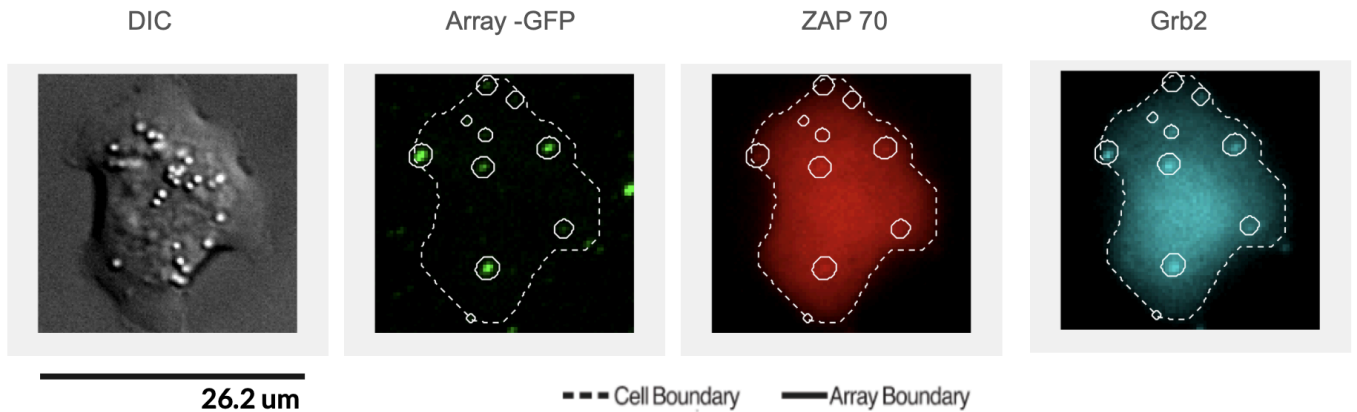 DIC
Array -GFP
ZAP 70
Grb2
26.2 um
Cell Boundary
Array Boundary